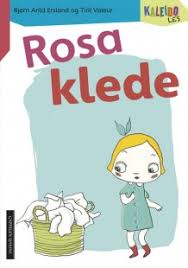 Bjørn Arild Ersland og Tiril Valeur
KALEIDO
LES
Rosa
klede